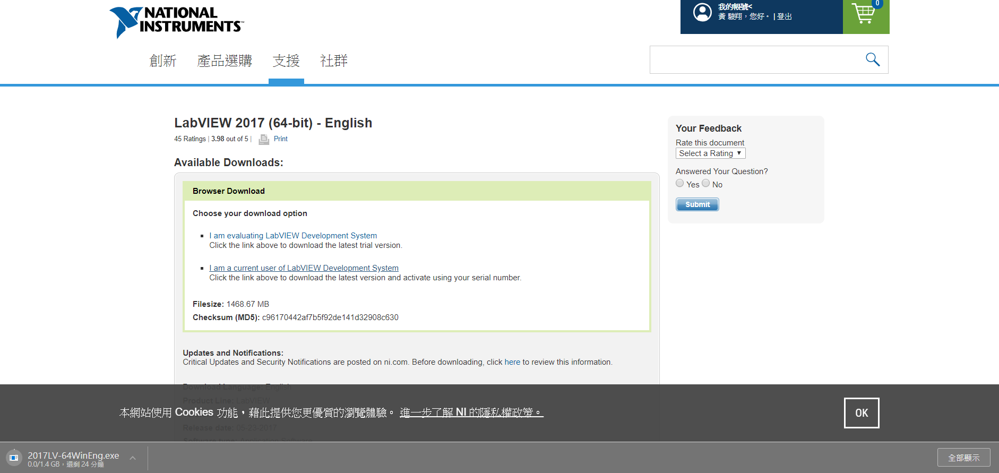 NATIONAL
INSTRUMENTS™
我的帳號<
黃 駿翔，您好。 | 登出
0
創新 產品選購 支援 社群
LabVIEW 2017 (64-bit) - English
45 Ratings | 3.98 out of 5 | Print
Available Downloads:
Browser Download
Choose your download option
I am evaluating LabVIEW Development System
Click the link above to download the latest trial version.
I am a current user of LabVIEW Development System
Click the link above to download the latest version and activate using your serial number.
Filesize: 1468.67 MB
Checksum (MD5): c96170442af7b5f92de141d32908c630
Updates and Notifications:
Critical Updates and Security Notifications are posted on ni.com. Before downloading, click here to review this information.
Your Feedback
Rate this document
Select a Rating ▼
Answered Your Question?
Yes No
Submit
Download Language: English
Product Line: LabVIEW
本網站使用 Cookies 功能，藉此提供您更優質的瀏覽體驗。 進一步了解 NI 的隱私權政策。
OK
Release date: 05-23-2017
Software type: Application Software
2017LV-64WinEng.exe
0.0/1.4 GB，還剩 24 分鐘
全部顯示